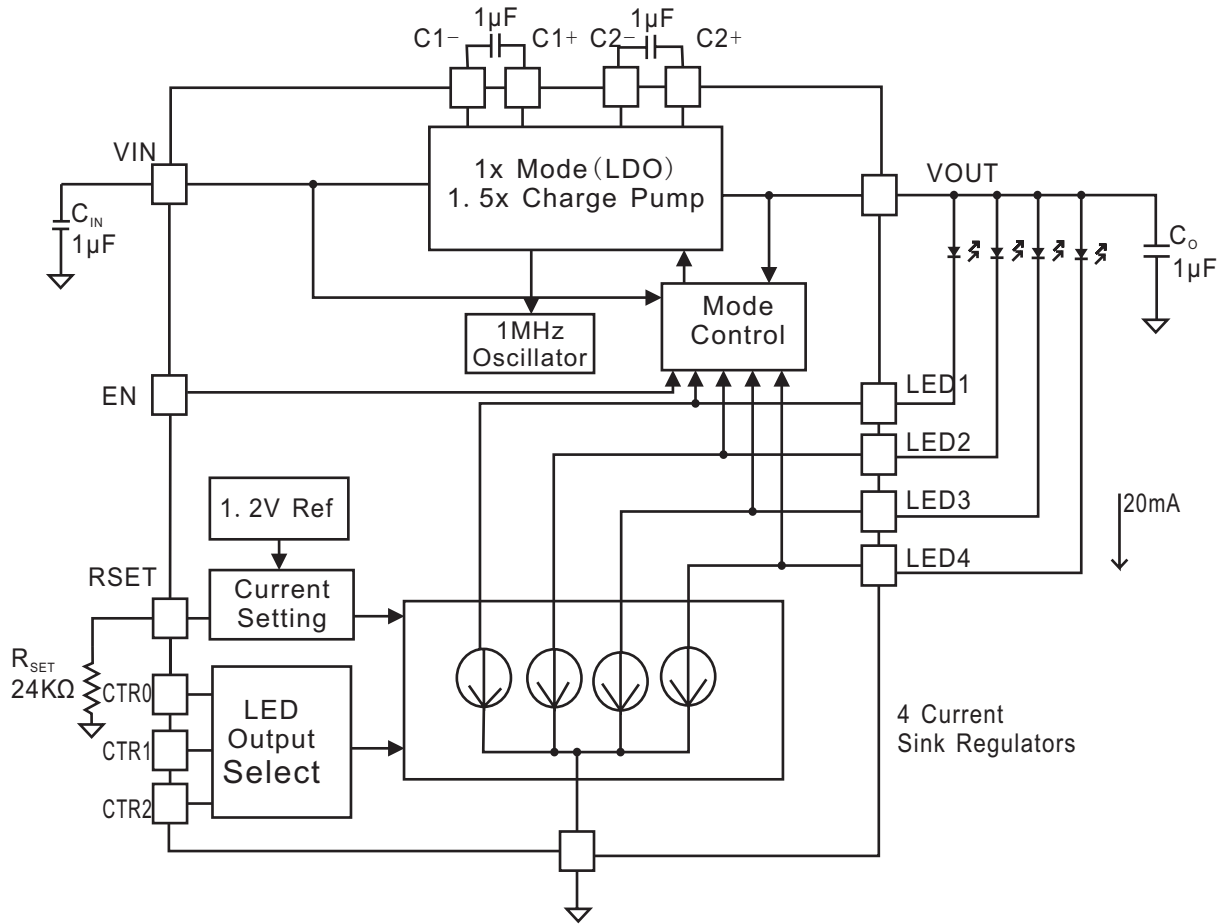 1μF
1μF
C1-
C1+
C2-
C2+
VIN
1x Mode(LDO)
1.5x Charge Pump
VOUT
CIN
1μF
CO
1μF
Mode
Control
1MHz
Oscillator
EN
LED1
LED2
1.2V Ref
LED3
20mA
LED4
RSET
Current
Setting
RSET
24KΩ
CTR0
LED
Output
Select
CTR1
CTR2
4 Current
Sink Regulators